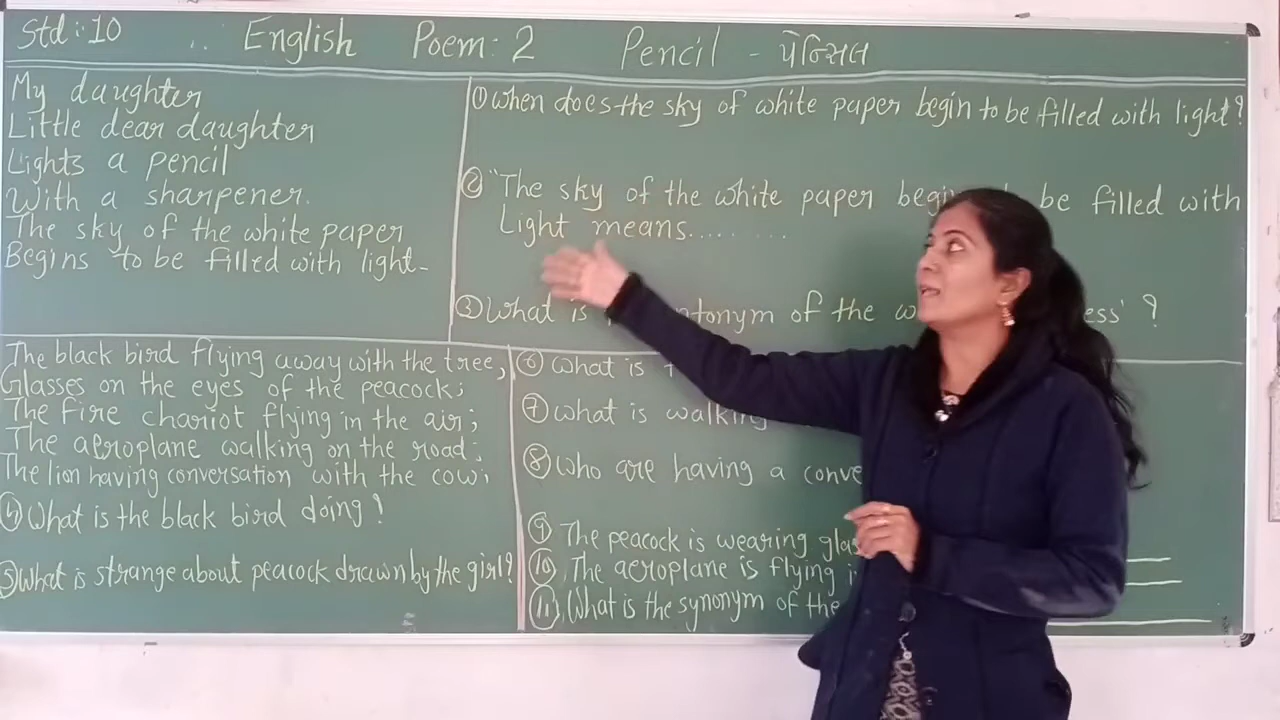 Std: 10 English Poem: 2 Pencil - પેન્સિલ
My daughter
Little dear daughter
Lights a pencil
With a sharpener.
The sky of the white paper
Begins to be filled with light-
① When does the sky of white paper begin to be filled with light?
② "The sky of the white paper be filled with
Light means........
③ What is of the ess' ?
The black bird flying away with the tree,
Glasses on the eyes of the peacock;
The fire chariot flying in the air;
The aeroplane walking on the road;
The lion having conversation with the cow;
④ What is the black bird doing?
⑤ What is strange about peacock drawn by the girl?
⑥ What is
⑦ what is walking
⑧ Who are having a
⑨ The peacock is wearing
⑩ The aeroplane is flying
⑪ What is the synonym of the